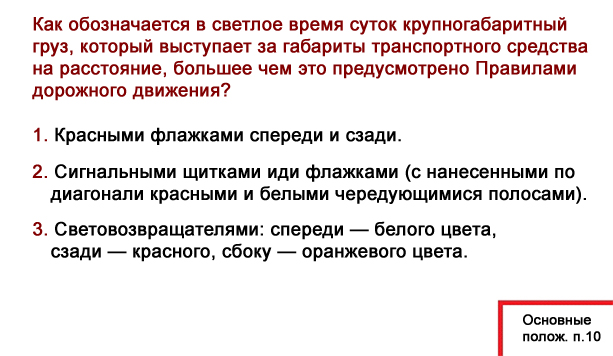 Как обозначается в светлое время суток крупногабаритный
груз, который выступает за габариты транспортного средства
на расстояние, большее чем это предусмотрено Правилами
дорожного движения?
1. Красными флажками спереди и сзади.
2. Сигнальными щитками иди флажками (с нанесенными по
диагонали красными и белыми чередующимися полосами).
3. Световозвращателями: спереди — белого цвета,
сзади — красного, сбоку — оранжевого цвета.
Основные
полож. п.10